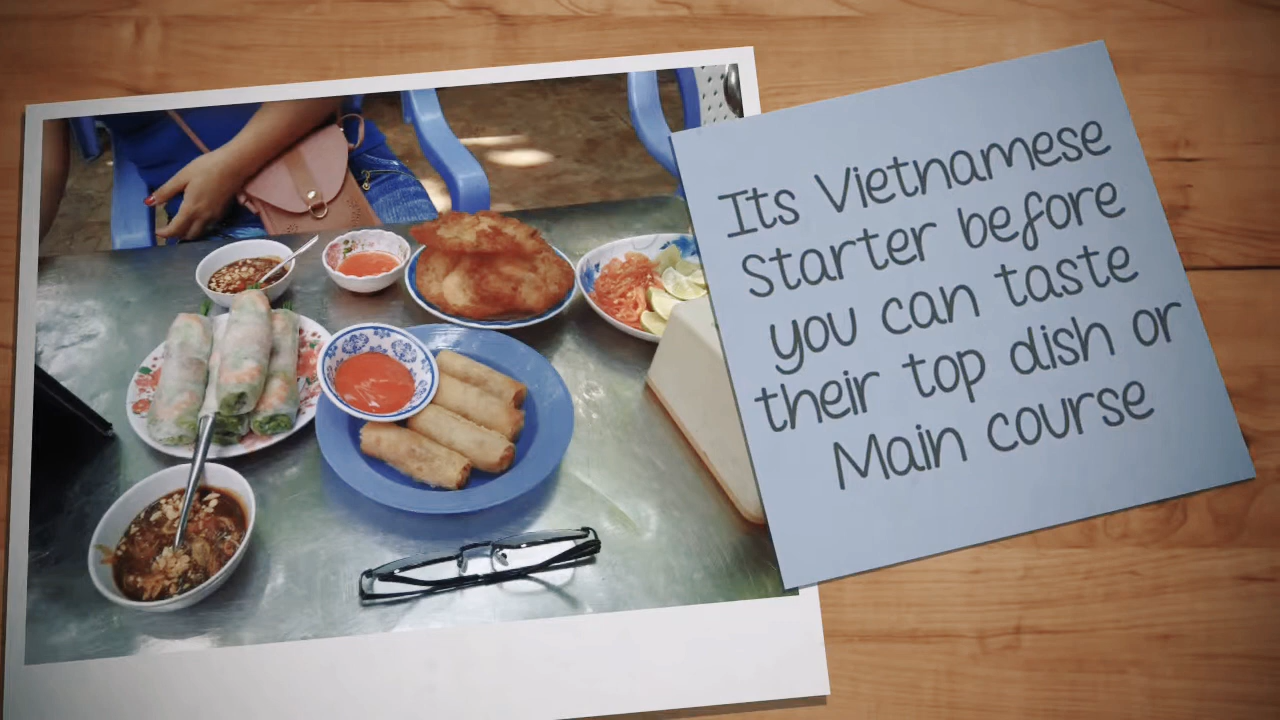 Its Vietnamese
starter before
you can taste
their top dish or
Main course